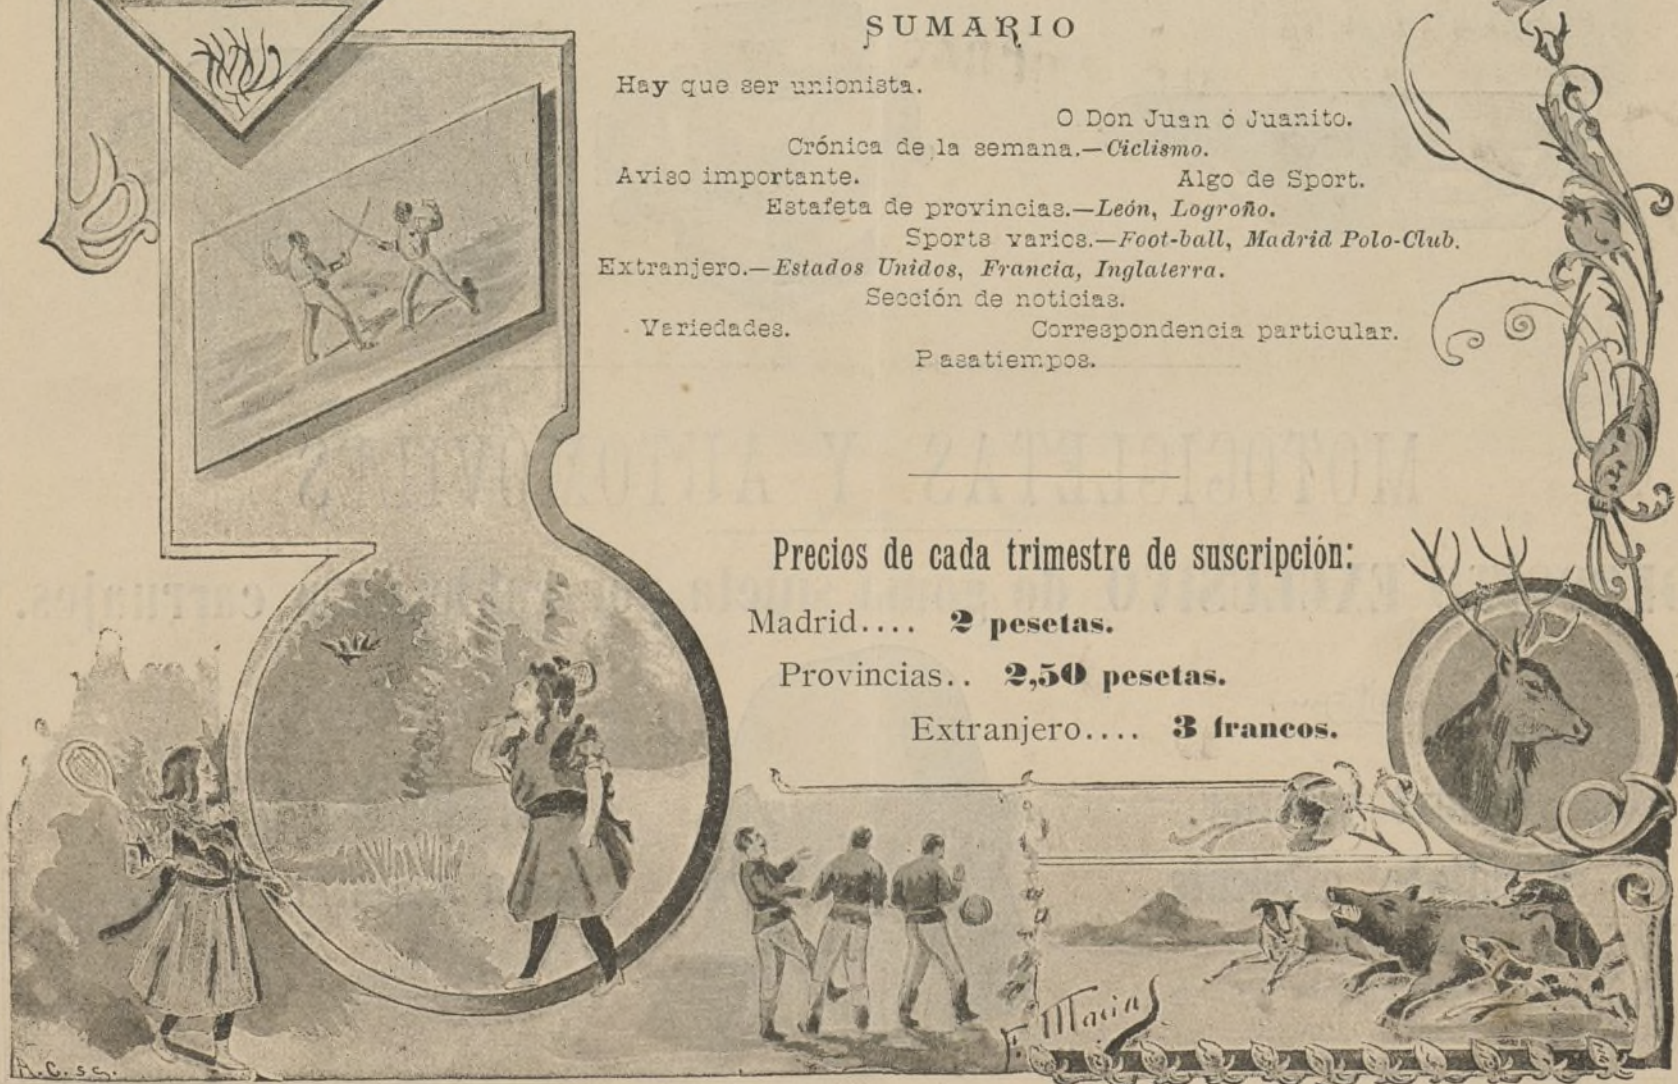 SUMARIO
Hay que ser unionista.
O Don Juan ó Juanito.
Crónica de la semana.—Ciclismo.
Aviso importante. Algo de Sport.
Estafeta de provincias.—León, Logroño.
Sports varios.—Foot-ball, Madrid Polo-Club.
Extranjero.—Estados Unidos, Francia, Inglaterra.
Sección de noticias.
Variedades. Correspondencia particular.
Pasatiempos.
Precios de cada trimestre de suscripción:
Madrid.... 2 pesetas.
Provincias.. 2,50 pesetas.
Extranjero.... 3 francos.
F. Macias